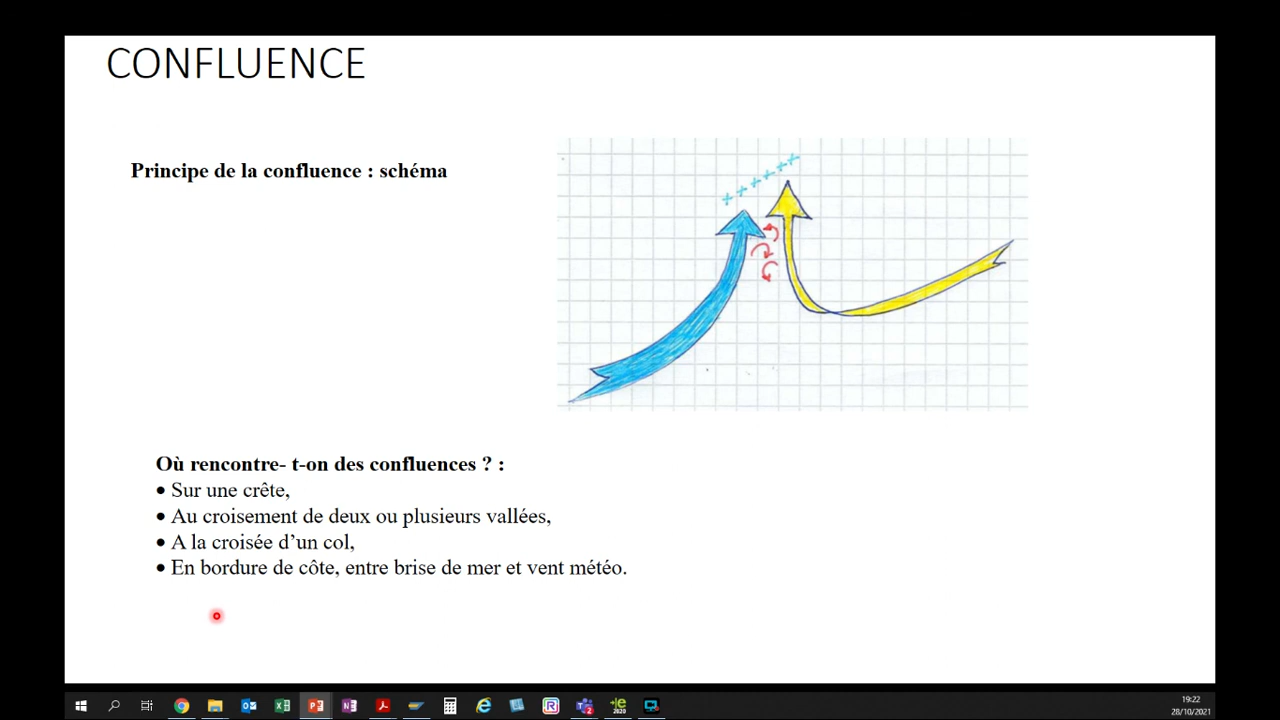 CONFLUENCE
Principe de la confluence : schéma
Où rencontre- t-on des confluences ? :
• Sur une crête,
• Au croisement de deux ou plusieurs vallées,
• A la croisée d’un col,
• En bordure de côte, entre brise de mer et vent météo.
19:22
28/10/2021